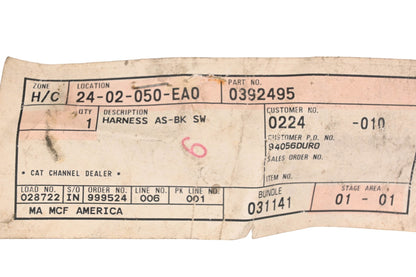 ZONE LOCATION PART NO.
H/C 24-02-050-EA0 0392495
QTY DESCRIPTION CUSTOMER NO.
1 HARNESS AS-BK SW 0224 -010
CUSTOMER P.O. NO.
94056DURO
6
SALES ORDER NO.
• CAT CHANNEL DEALER •
ITEM NO.
LOAD NO. S/O ORDER NO. LINE NO. PK LINE NO. BUNDLE STAGE AREA
028722 IN 999524 006 001 031141 01 - 01
MA MCF AMERICA